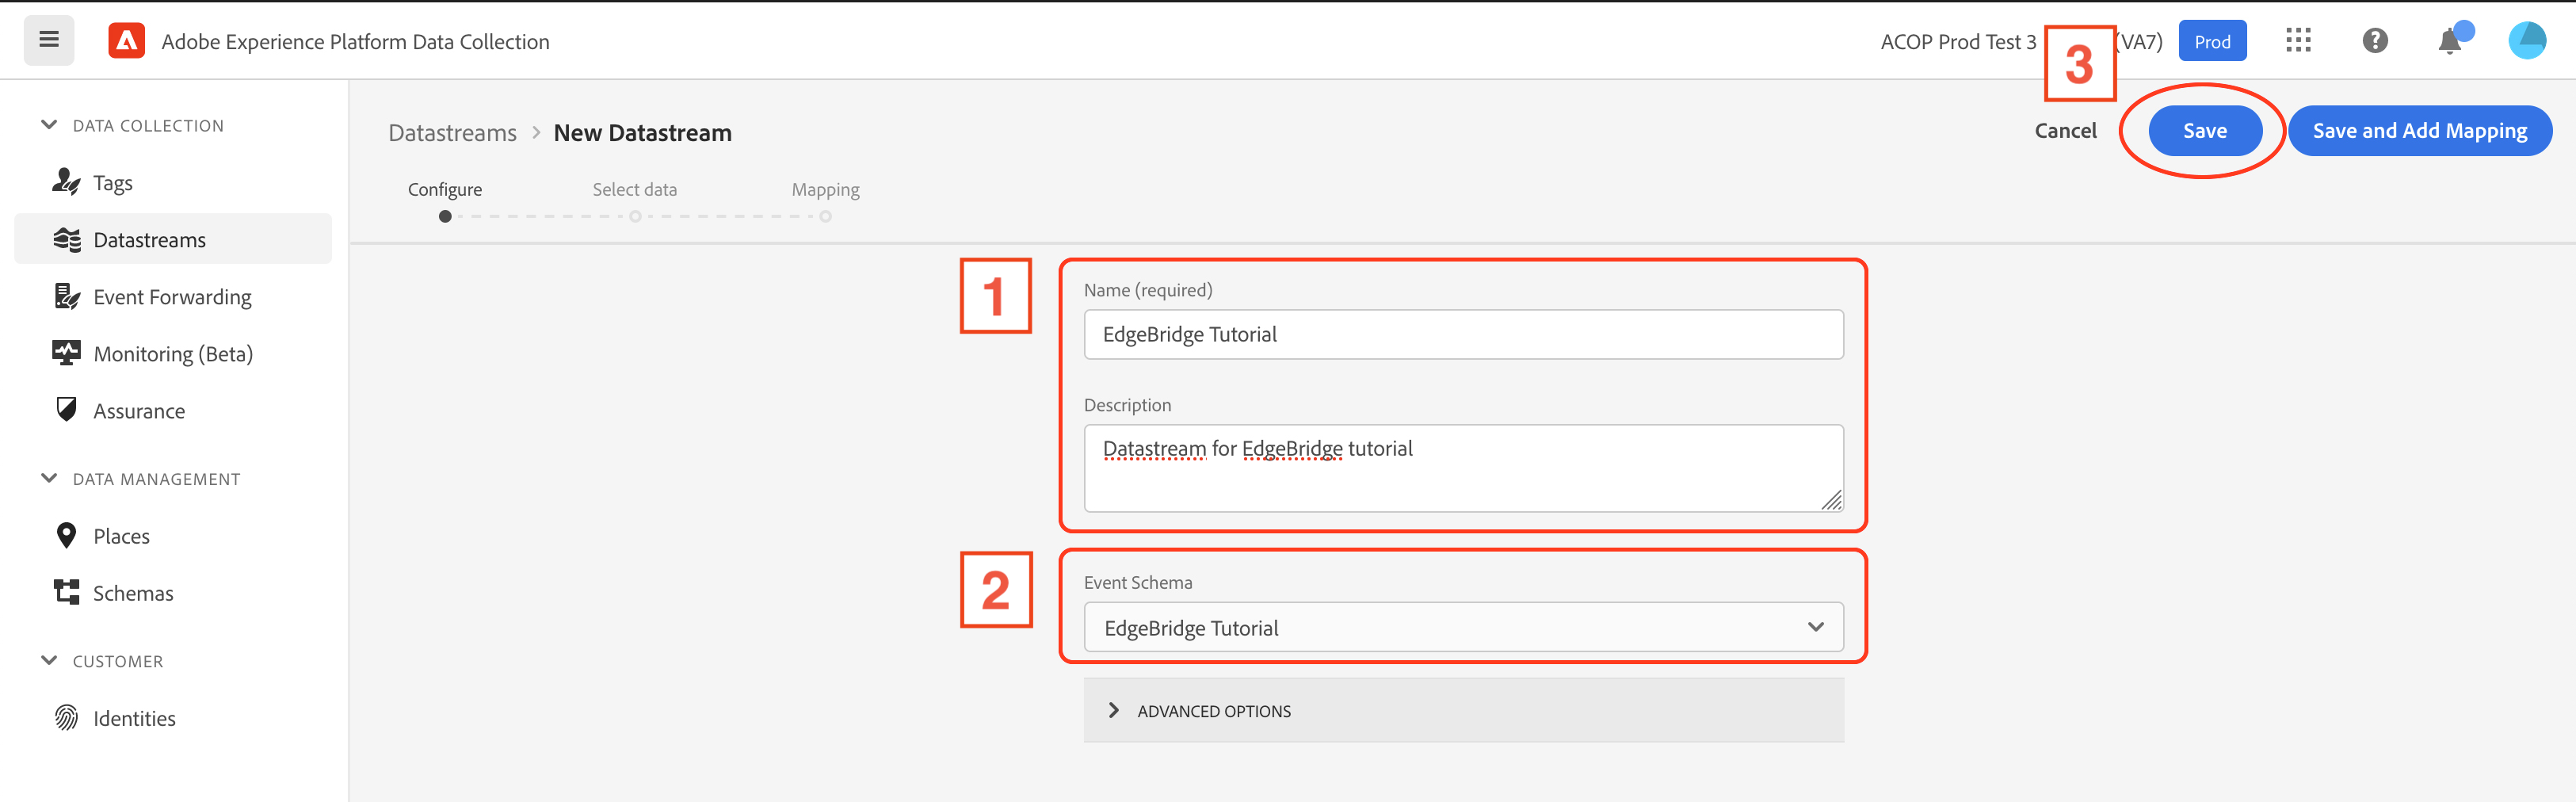 Adobe Experience Platform Data Collection
ACOP Prod Test 3
(VA7)
Prod
3
DATA COLLECTION
Tags
Datastreams
Event Forwarding
Monitoring (Beta)
Assurance
DATA MANAGEMENT
Places
Schemas
CUSTOMER
Identities
Datastreams > New Datastream
Cancel
Save
Save and Add Mapping
Configure
Select data
Mapping
1
Name (required)
EdgeBridge Tutorial
Description
Datastream for EdgeBridge tutorial
2
Event Schema
EdgeBridge Tutorial
ADVANCED OPTIONS